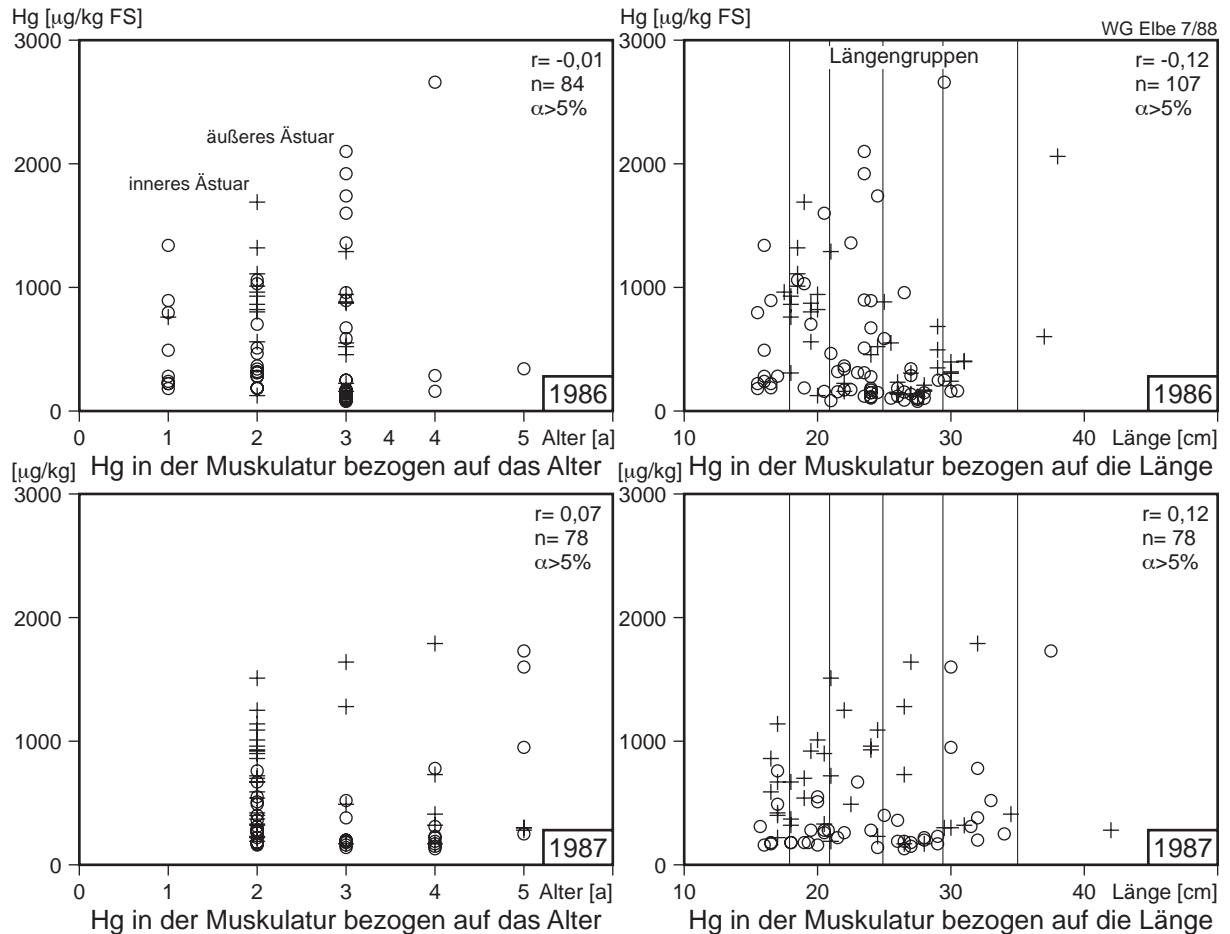 Hg [µg/kg FS]
WG Elbe 7/88
3000
r= -0,01
n= 84
α>5%
äußeres Ästuar
2000
inneres Ästuar
1000
0
1986
0 1 2 3 4 4 5 Alter [a]
Hg in der Muskulatur bezogen auf das Alter
3000
Längengruppen
r= -0,12
n= 107
α>5%
2000
1000
0
1986
10 20 30 40 Länge [cm]
Hg in der Muskulatur bezogen auf die Länge
[µg/kg]
3000
r= 0,07
n= 78
α>5%
2000
1000
0
1987
0 1 2 3 4 5 Alter [a]
Hg in der Muskulatur bezogen auf das Alter
[µg/kg]
3000
r= 0,12
n= 78
α>5%
2000
1000
0
1987
10 20 30 40 Länge [cm]
Hg in der Muskulatur bezogen auf die Länge